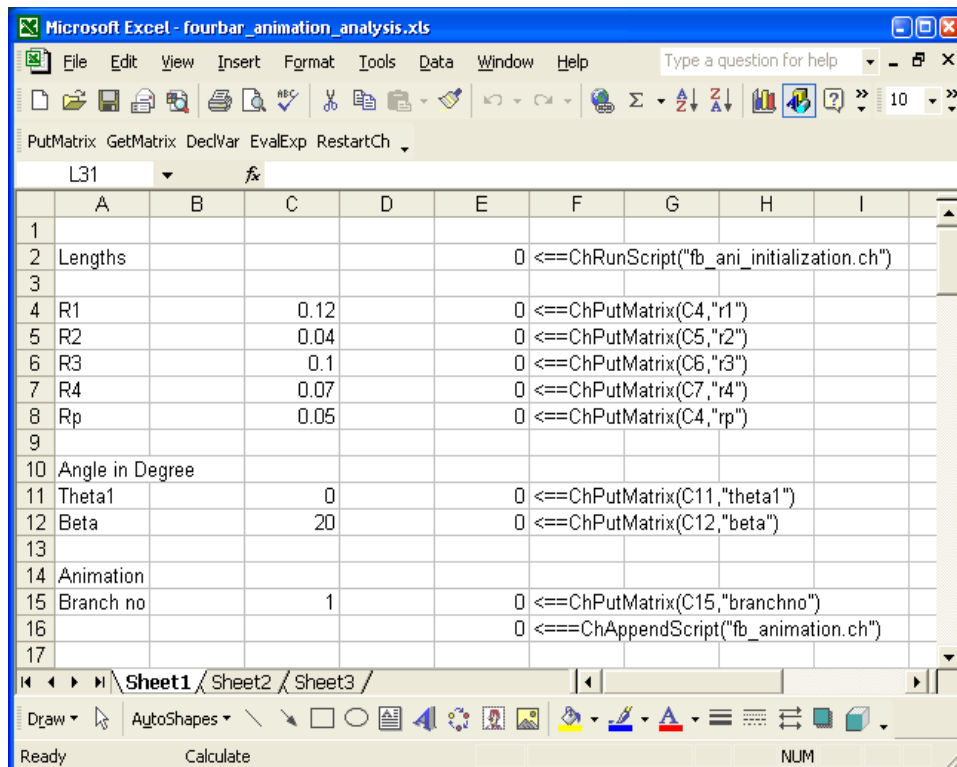 Microsoft Excel - fourbar_animation_analysis.xls
File Edit View Insert Format Tools Data Window Help Type a question for help
ABC Σ A Z Z A ? » 10 »
PutMatrix GetMatrix DeclVar EvalExp RestartCh
L31 fx
A B C D E F G H I
1
2 Lengths 0 <==ChRunScript("fb_ani_initialization.ch")
3
4 R1 0.12 0 <==ChPutMatrix(C4,"r1")
5 R2 0.04 0 <==ChPutMatrix(C5,"r2")
6 R3 0.1 0 <==ChPutMatrix(C6,"r3")
7 R4 0.07 0 <==ChPutMatrix(C7,"r4")
8 Rp 0.05 0 <==ChPutMatrix(C4,"rp")
9
10 Angle in Degree
11 Theta1 0 0 <==ChPutMatrix(C11,"theta1")
12 Beta 20 0 <==ChPutMatrix(C12,"beta")
13
14 Animation
15 Branch no 1 0 <==ChPutMatrix(C15,"branchno")
16 0 <===ChAppendScript("fb_animation.ch")
17
Sheet1 Sheet2 Sheet3
Draw AutoShapes A A
Ready Calculate NUM